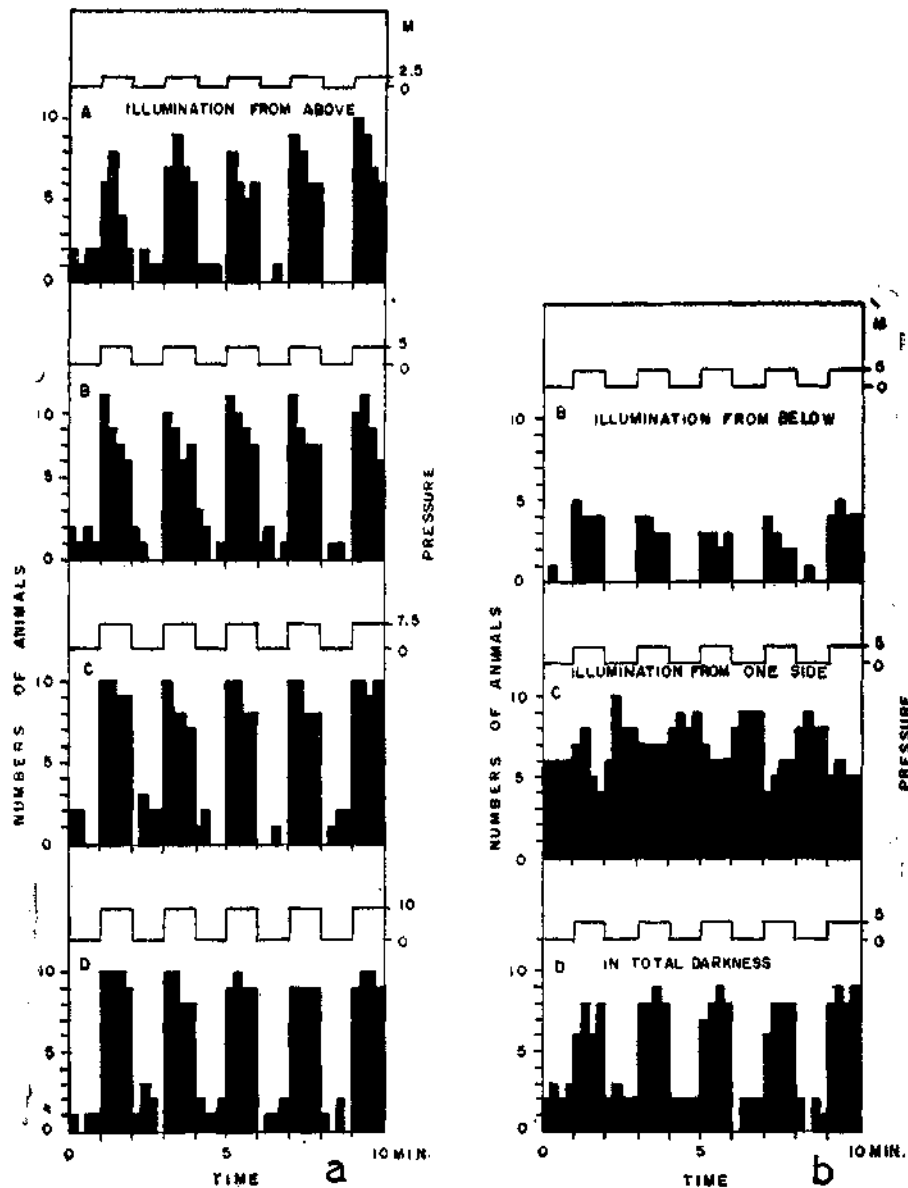 M
2.5
0
A ILLUMINATION FROM ABOVE
10
5
0
5
0
B
10
5
0
7.5
0
C
10
5
0
10
0
D
10
5
0
0 5 10 MIN.
TIME
a
NUMBERS OF ANIMALS
PRESSURE
M
5
0
B ILLUMINATION FROM BELOW
10
5
0
5
0
ILLUMINATION FROM ONE SIDE
C
10
5
0
5
0
D IN TOTAL DARKNESS
10
5
0
0 5 10 MIN.
TIME
b
NUMBERS OF ANIMALS
PRESSURE